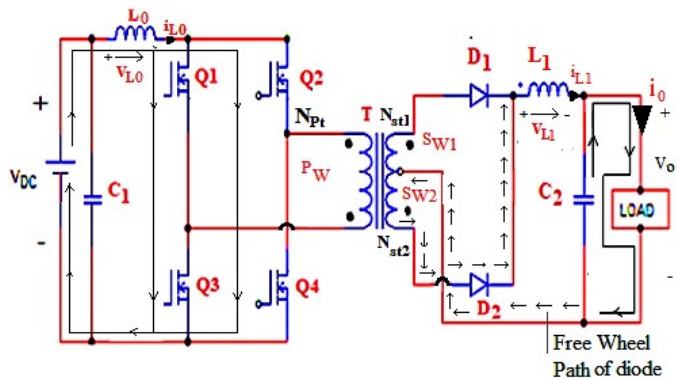 L0
iL0
+
VL0
Q1
Q2
+
VDC
-
C1
NPt
T
Nst1
PW
SW1
SW2
Nst2
Q3
Q4
D1
L1
iL1
+ -
VL1
i0
+
C2
Vo
LOAD
-
D2
Free Wheel
Path of diode